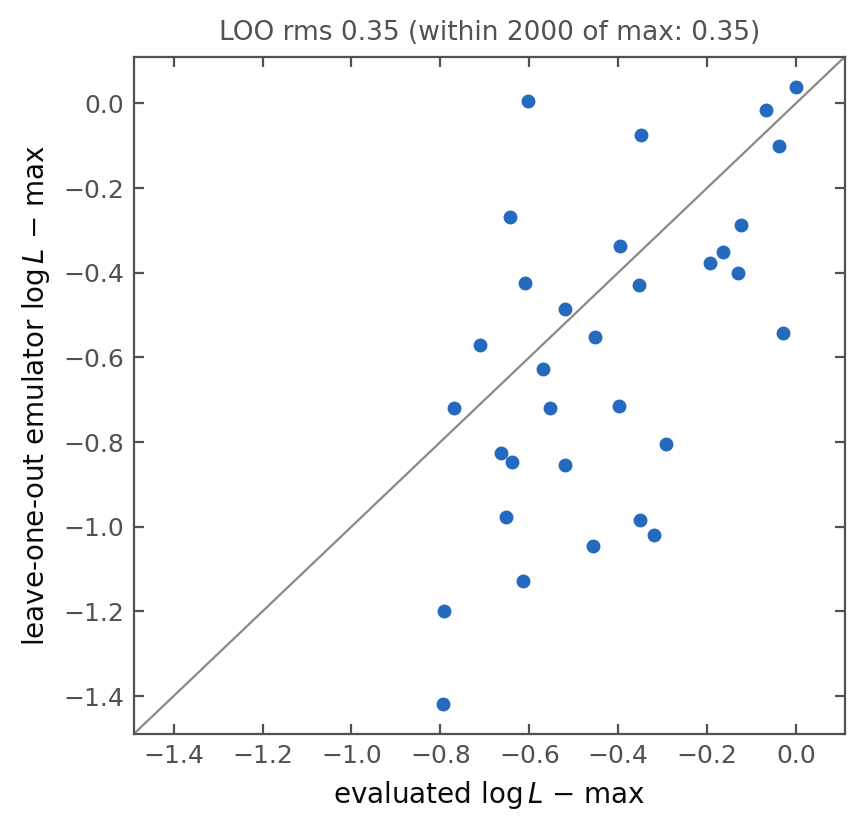 LOO rms 0.35 (within 2000 of max: 0.35)
leave-one-out emulator log L − max
0.0
−0.2
−0.4
−0.6
−0.8
−1.0
−1.2
−1.4
−1.4 −1.2 −1.0 −0.8 −0.6 −0.4 −0.2 0.0
evaluated log L − max